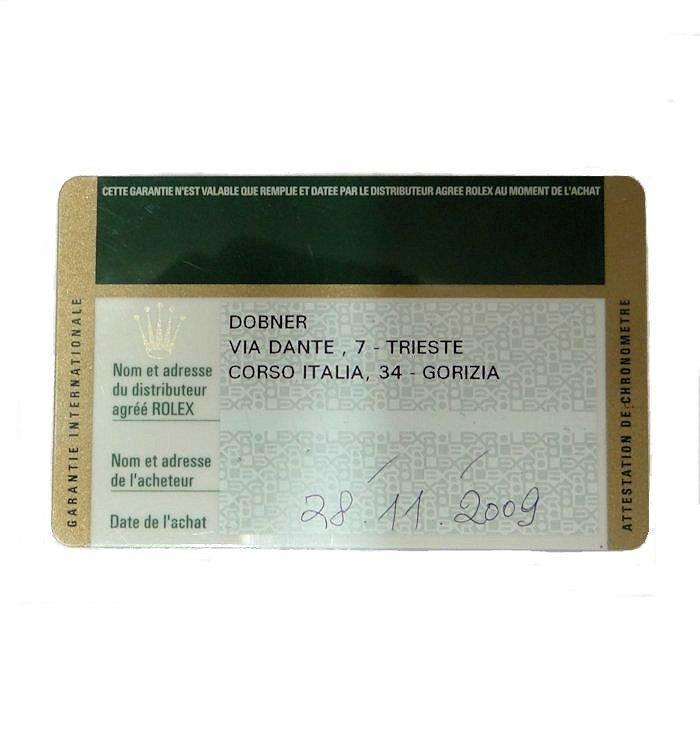 CETTE GARANTIE N'EST VALABLE QUE REMPLIE ET DATEE PAR LE DISTRIBUTEUR AGREE ROLEX AU MOMENT DE L'ACHAT
GARANTIE INTERNATIONALE
DOBNER
VIA DANTE , 7 - TRIESTE
CORSO ITALIA, 34 - GORIZIA
Nom et adresse
du distributeur
agréé ROLEX
Nom et adresse
de l'acheteur
Date de l'achat
28.11.2009
ATTESTATION DE CHRONOMETRE